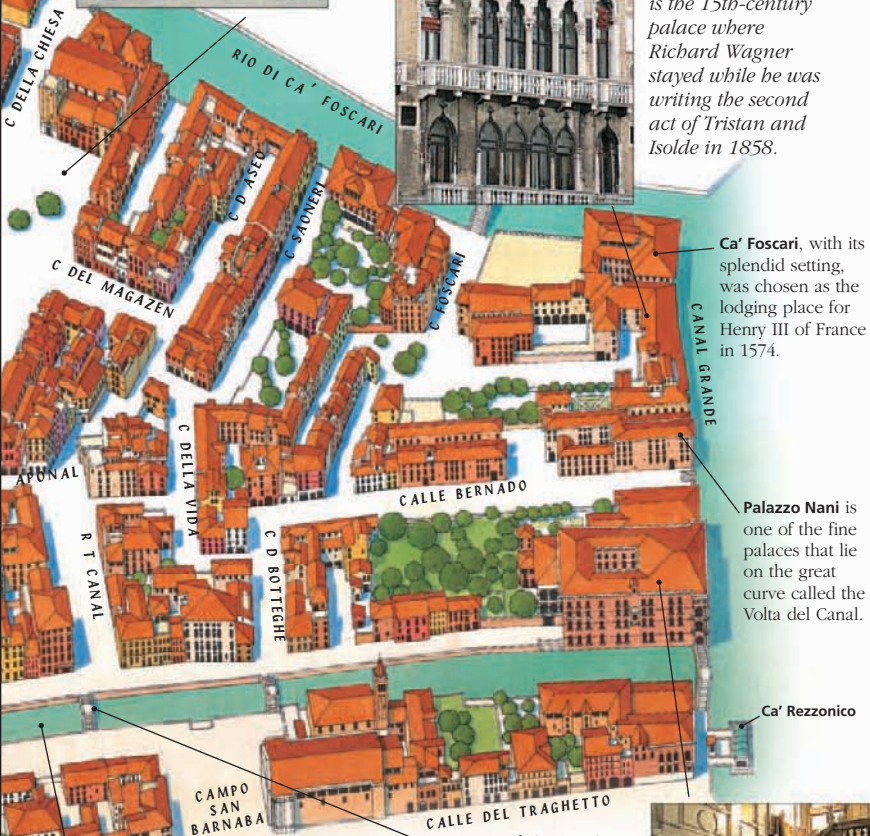 is the 15th-century
palace where
Richard Wagner
stayed while he was
writing the second
act of Tristan and
Isolde in 1858.
C DELLA CHIESA
RIO DI CA' FOSCARI
C D ASEO
C SAONERI
C DEL MAGAZEN
C FOSCARI
Ca' Foscari, with its
splendid setting,
was chosen as the
lodging place for
Henry III of France
in 1574.
CANAL GRANDE
APONAL
C DELLA VIDA
CALLE BERNADO
R T CANAL
C D BOTTEGHE
Palazzo Nani is
one of the fine
palaces that lie
on the great
curve called the
Volta del Canal.
Ca' Rezzonico
CAMPO
SAN
BARNABA
CALLE DEL TRAGHETTO